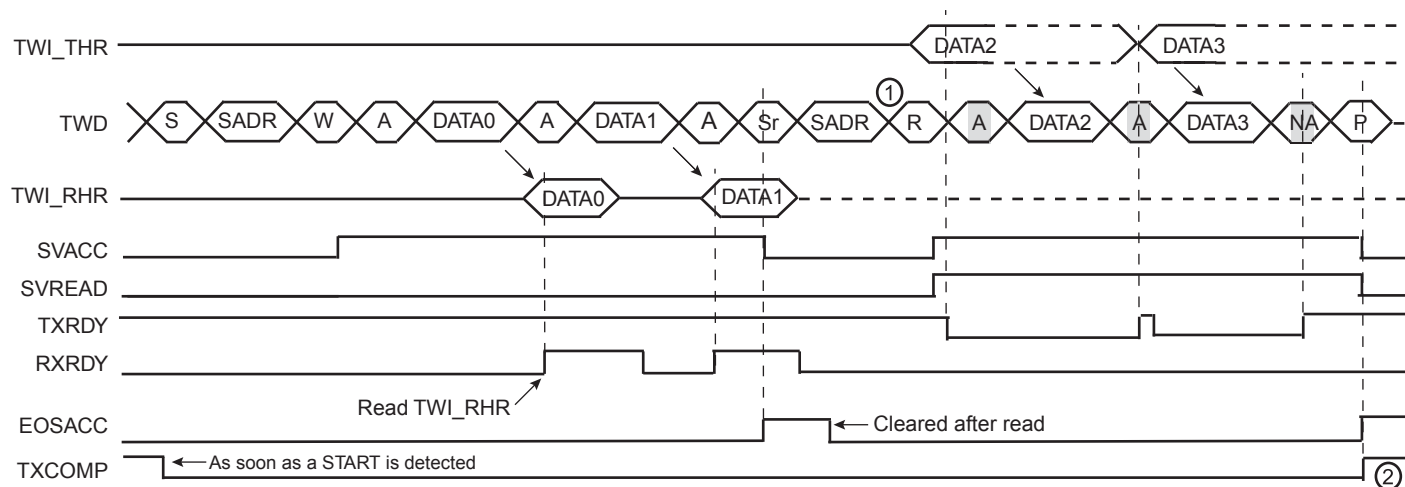 TWI_THR DATA2 DATA3
1
TWD S SADR W A DATA0 A DATA1 A Sr SADR R A DATA2 A DATA3 NA P
TWI_RHR DATA0 DATA1
SVACC
SVREAD
TXRDY
RXRDY
Read TWI_RHR
EOSACC Cleared after read
TXCOMP As soon as a START is detected 2